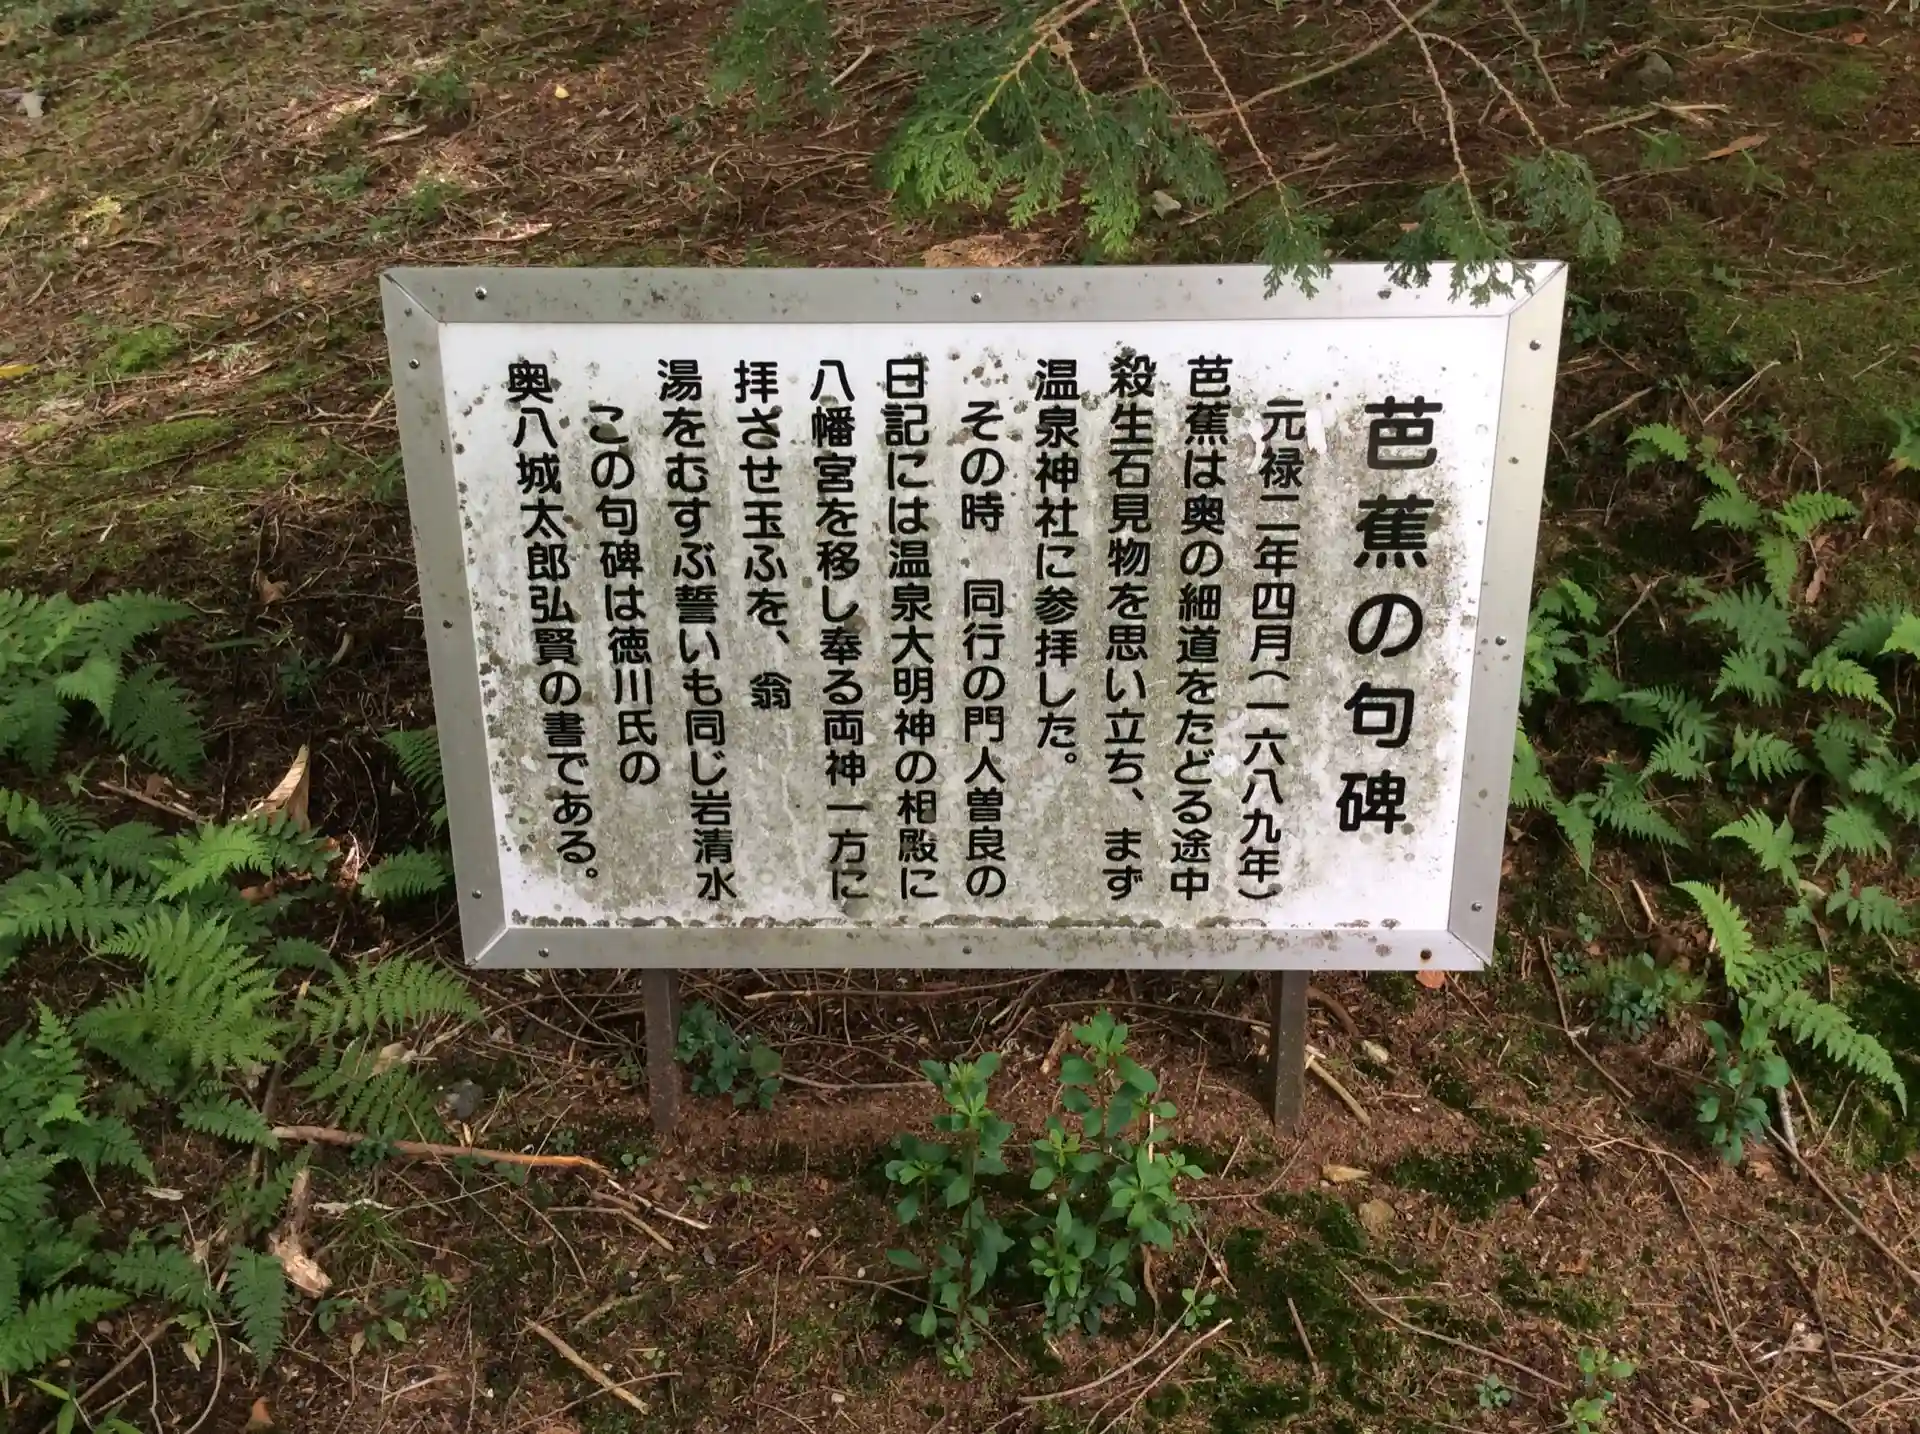 芭蕉の句碑
元禄二年四月(一六八九年)
芭蕉は奥の細道をたどる途中
殺生石見物を思い立ち、まず
温泉神社に参拝した。
その時　同行の門人曽良の
日記には温泉大明神の相殿に
八幡宮を移し奉る両神一方に
拝させ玉ふを、翁
湯をむすぶ誓いも同じ岩清水
この句碑は徳川氏の
奥八城太郎弘賢の書である。